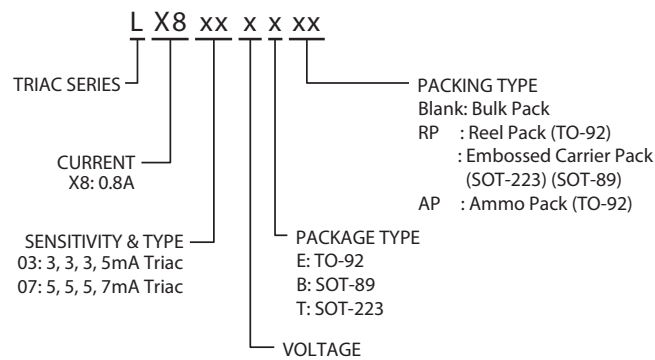 L X8 xx x x xx
TRIAC SERIES
PACKING TYPE
Blank: Bulk Pack
RP : Reel Pack (TO-92)
: Embossed Carrier Pack
(SOT-223) (SOT-89)
AP : Ammo Pack (TO-92)
CURRENT
X8: 0.8A
SENSITIVITY & TYPE
03: 3, 3, 3, 5mA Triac
07: 5, 5, 5, 7mA Triac
PACKAGE TYPE
E: TO-92
B: SOT-89
T: SOT-223
VOLTAGE